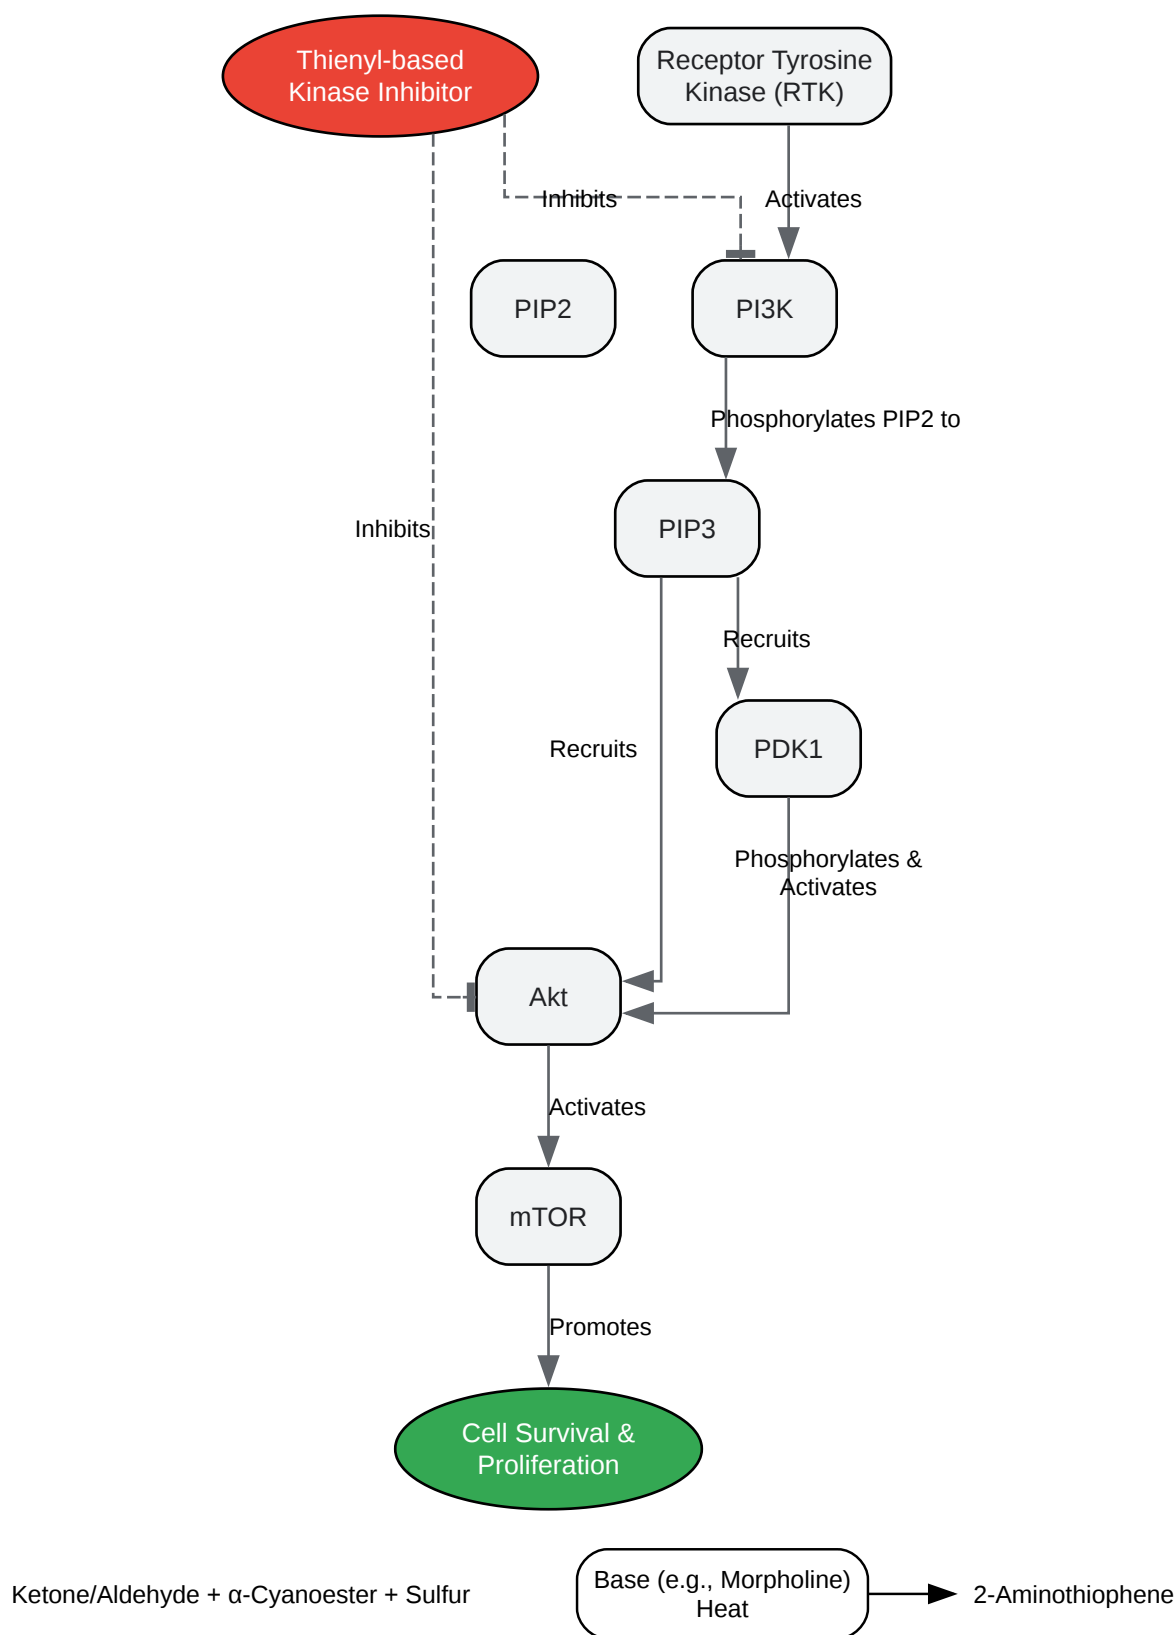 Thienyl-based
Kinase Inhibitor
Receptor Tyrosine
Kinase (RTK)
Inhibits
Activates
PIP2
PI3K
Phosphorylates PIP2 to
PIP3
Inhibits
Recruits
Recruits
PDK1
Phosphorylates &
Activates
Akt
Activates
mTOR
Promotes
Cell Survival &
Proliferation
Ketone/Aldehyde + α-Cyanoester + Sulfur
Base (e.g., Morpholine)
Heat
2-Aminothiophene